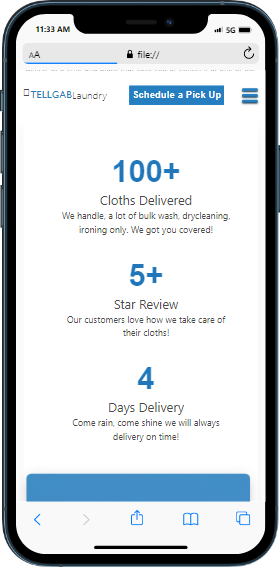 11:33 AM
5G
AA
file://
TELLGABLaundry
Schedule a Pick Up
100+
Cloths Delivered
We handle, a lot of bulk wash, drycleaning,
ironing only. We got you covered!
5+
Star Review
Our customers love how we take care of
their cloths!
4
Days Delivery
Come rain, come shine we will always
delivery on time!